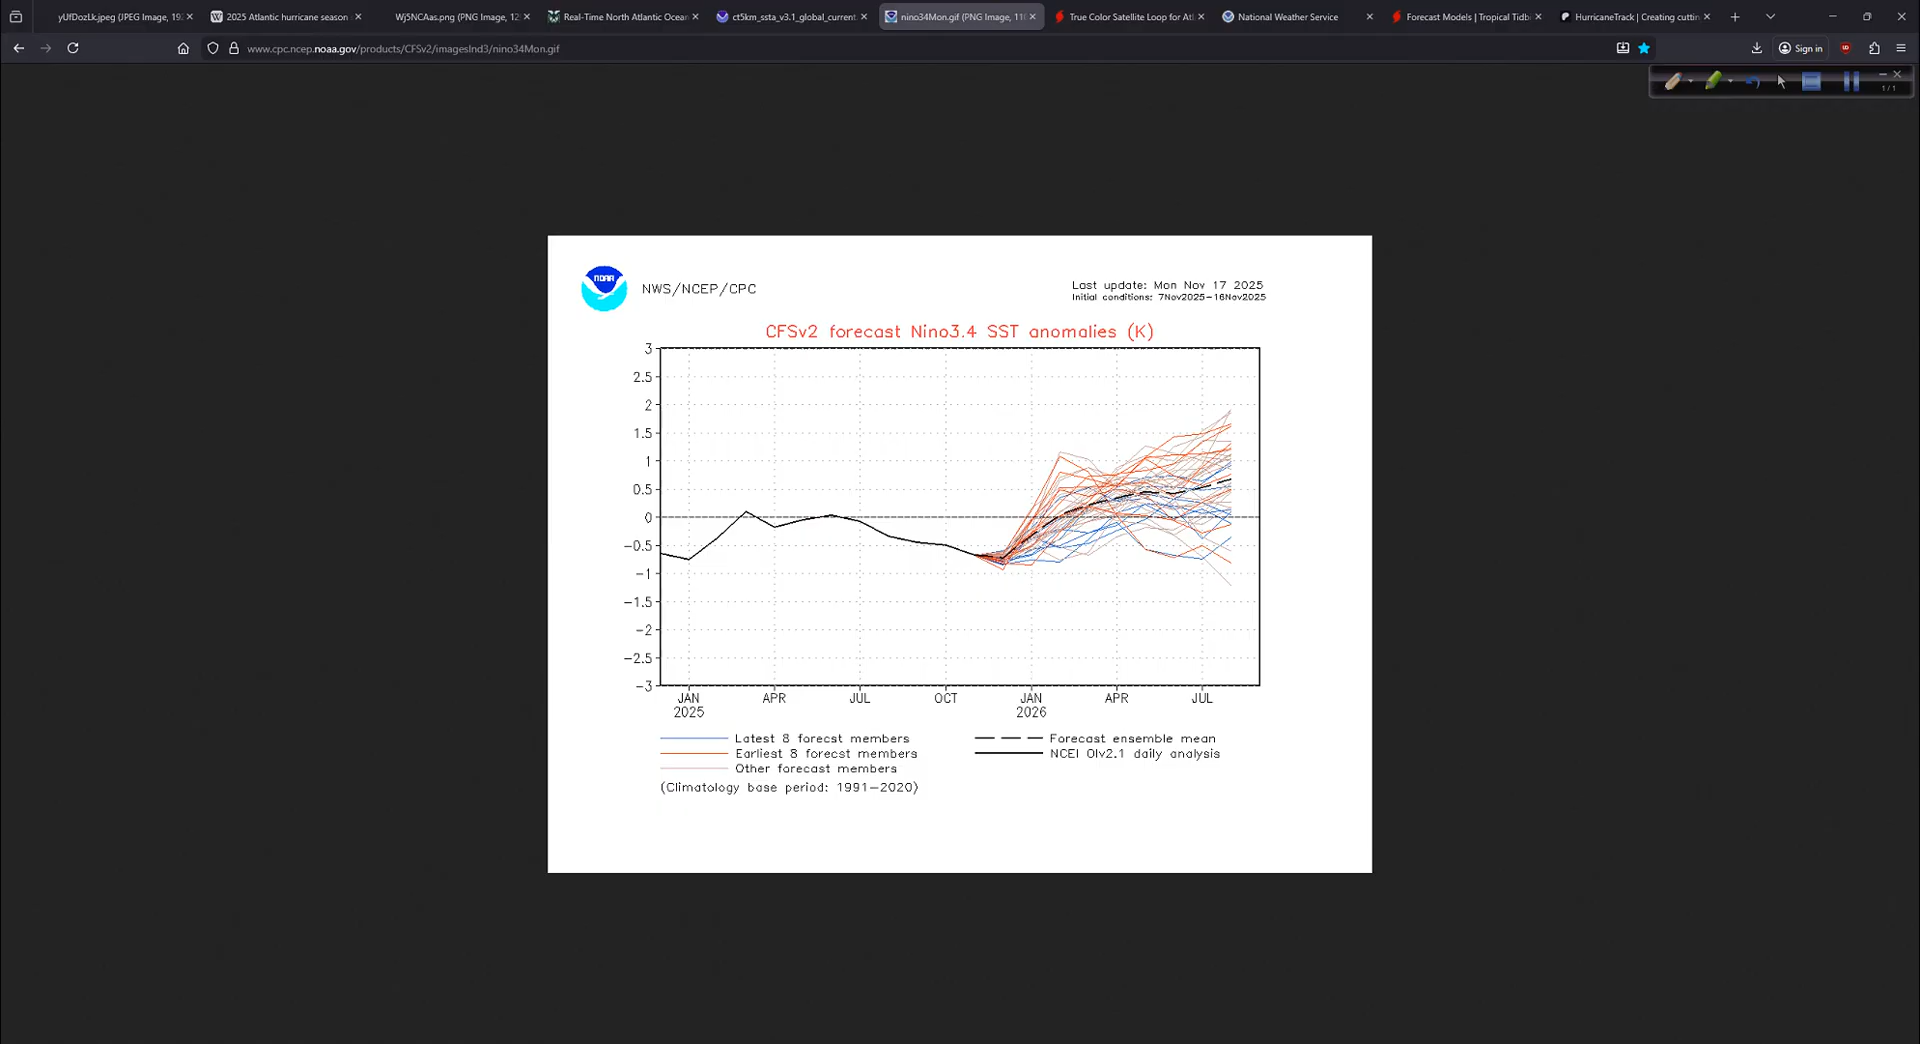 yUfDozLk.jpeg (JPEG Image, 19
2025 Atlantic hurricane season
Wj5NCAas.png (PNG Image, 12
Real-Time North Atlantic Ocean
ct5km_ssta_v3.1_global_current
nino34Mon.gif (PNG Image, 11
True Color Satellite Loop for Atl
National Weather Service
Forecast Models | Tropical Tidb
HurricaneTrack | Creating cuttin
www.cpc.ncep.noaa.gov/products/CFSv2/imagesInd3/nino34Mon.gif
Sign in
1/1
NOAA
NWS/NCEP/CPC
Last update: Mon Nov 17 2025
Initial conditions: 7Nov2025-16Nov2025
CFSv2 forecast Nino3.4 SST anomalies (K)
3
2.5
2
1.5
1
0.5
0
-0.5
-1
-1.5
-2
-2.5
-3
JAN APR JUL OCT JAN APR JUL
2025 2026
Latest 8 forecst members
Earliest 8 forecst members
Other forecast members
(Climatology base period: 1991-2020)
Forecast ensemble mean
NCEI OIv2.1 daily analysis